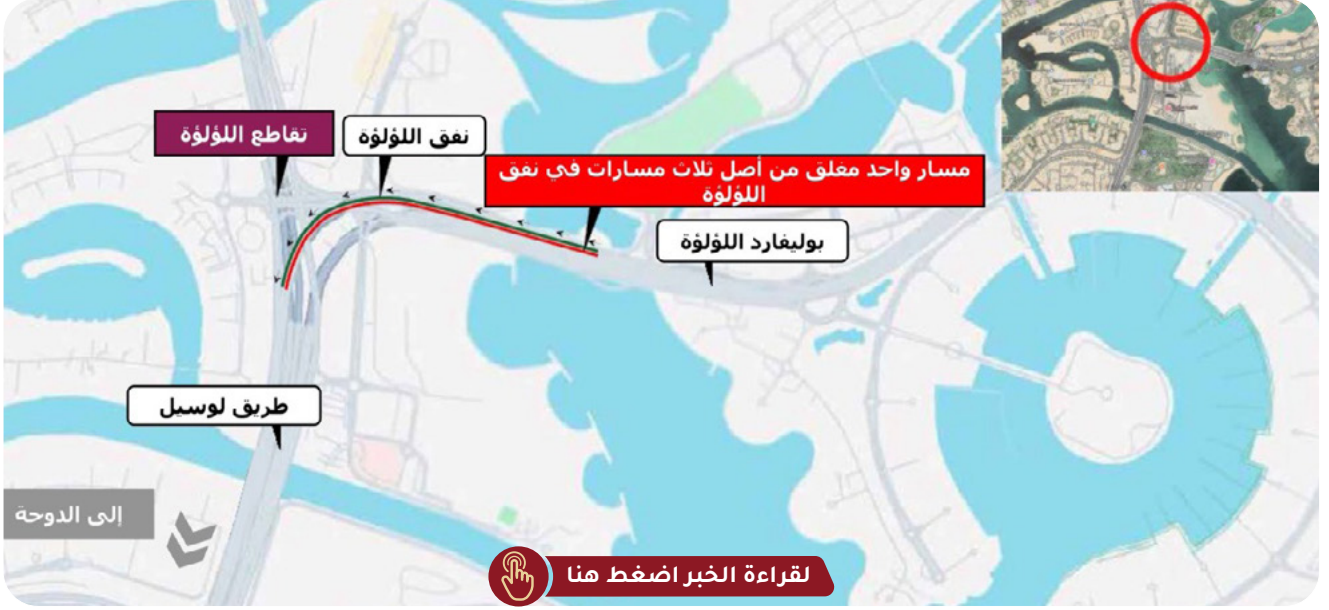 تقاطع اللؤلؤة
نفق اللؤلؤة
مسار واحد مغلق من أصل ثلاث مسارات في نفق
اللؤلؤة
بوليفارد اللؤلؤة
طريق لوسيل
إلى الدوحة
لقراءة الخبر اضغط هنا